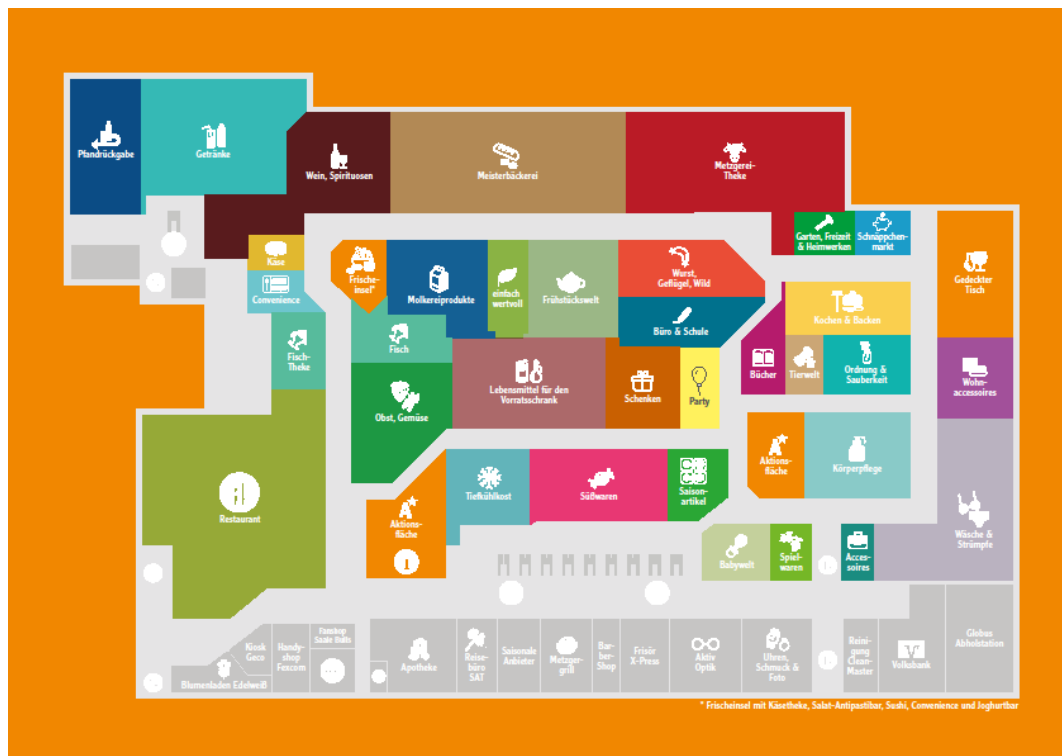 Pfandrückgabe
Getränke
Wein, Spirituosen
Meisterbäckerei
Metzgerei-
Theke
Garten, Freizeit
& Heimwerken
Schnäppchen-
markt
Gedeckter
Tisch
Käse
Convenience
Fisch-
Theke
Frische-
insel*
Molkereiprodukte
einfach
wertvoll
Frühstückswelt
Wurst,
Geflügel, Wild
Büro & Schule
Fisch
Lebensmittel für den
Vorratsschrank
Schenken
Party
Obst, Gemüse
Bücher
Kochen & Backen
Tierwelt
Ordnung &
Sauberkeit
Wohn-
accessoires
Aktions-
fläche
Körperpflege
Restaurant
Aktions-
fläche
i
Tiefkühlkost
Süßwaren
Saison-
artikel
Babywelt
Spiel-
waren
Acces-
soires
Wäsche &
Strümpfe
Blumenladen Edelweiß
Kiosk
Geco
Handy-
shop
Fexcom
Fanshop
Saale Bulls
Apotheke
Reise-
büro
SAT
Saisonale
Anbieter
Metzger-
grill
Bar-
ber-
Shop
Frisör
X-Press
Aktiv
Optik
Uhren,
Schmuck &
Foto
Reini-
gung
Clean-
Master
Volksbank
Globus
Abholstation
* Frischeinsel mit Käsetheke, Salat-Antipastibar, Sushi, Convenience und Joghurtbar